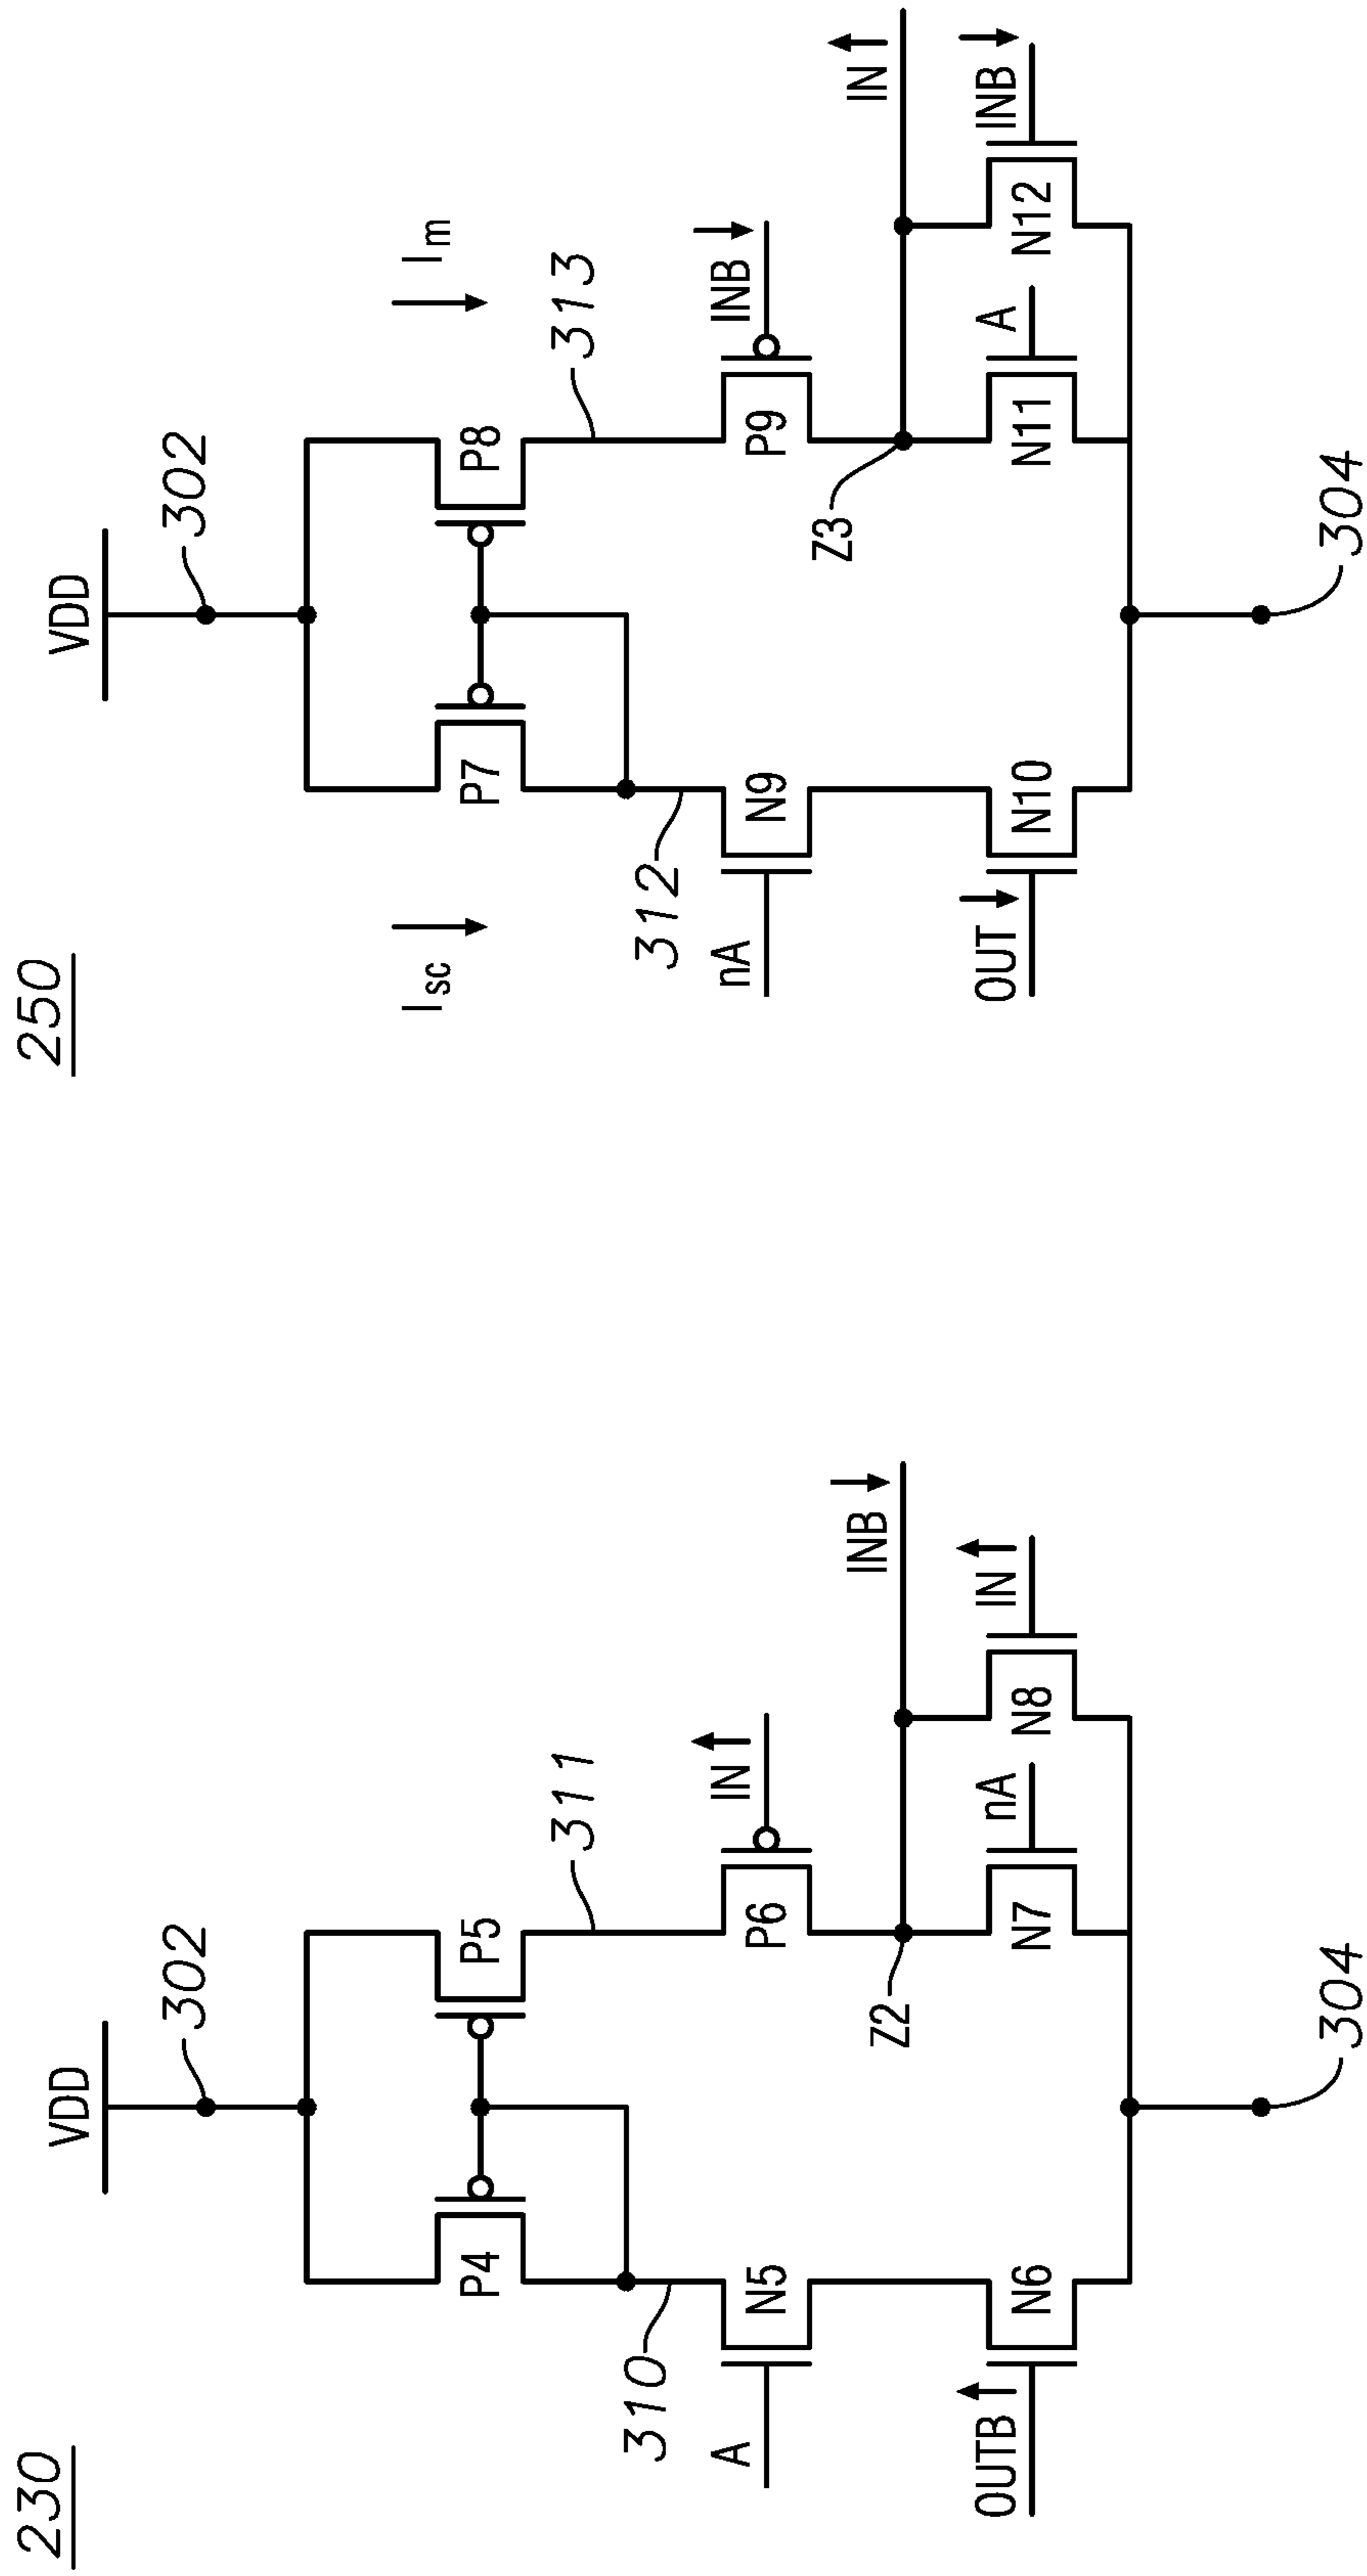 230
VDD
302
P4
P5
310
311
A
N5
P6
IN
Z2
INB
OUTB
N6
N7
nA
N8
IN
304
250
VDD
302
Isc
Im
P7
P8
312
313
nA
N9
P9
INB
Z3
IN
OUT
N10
N11
A
N12
INB
304